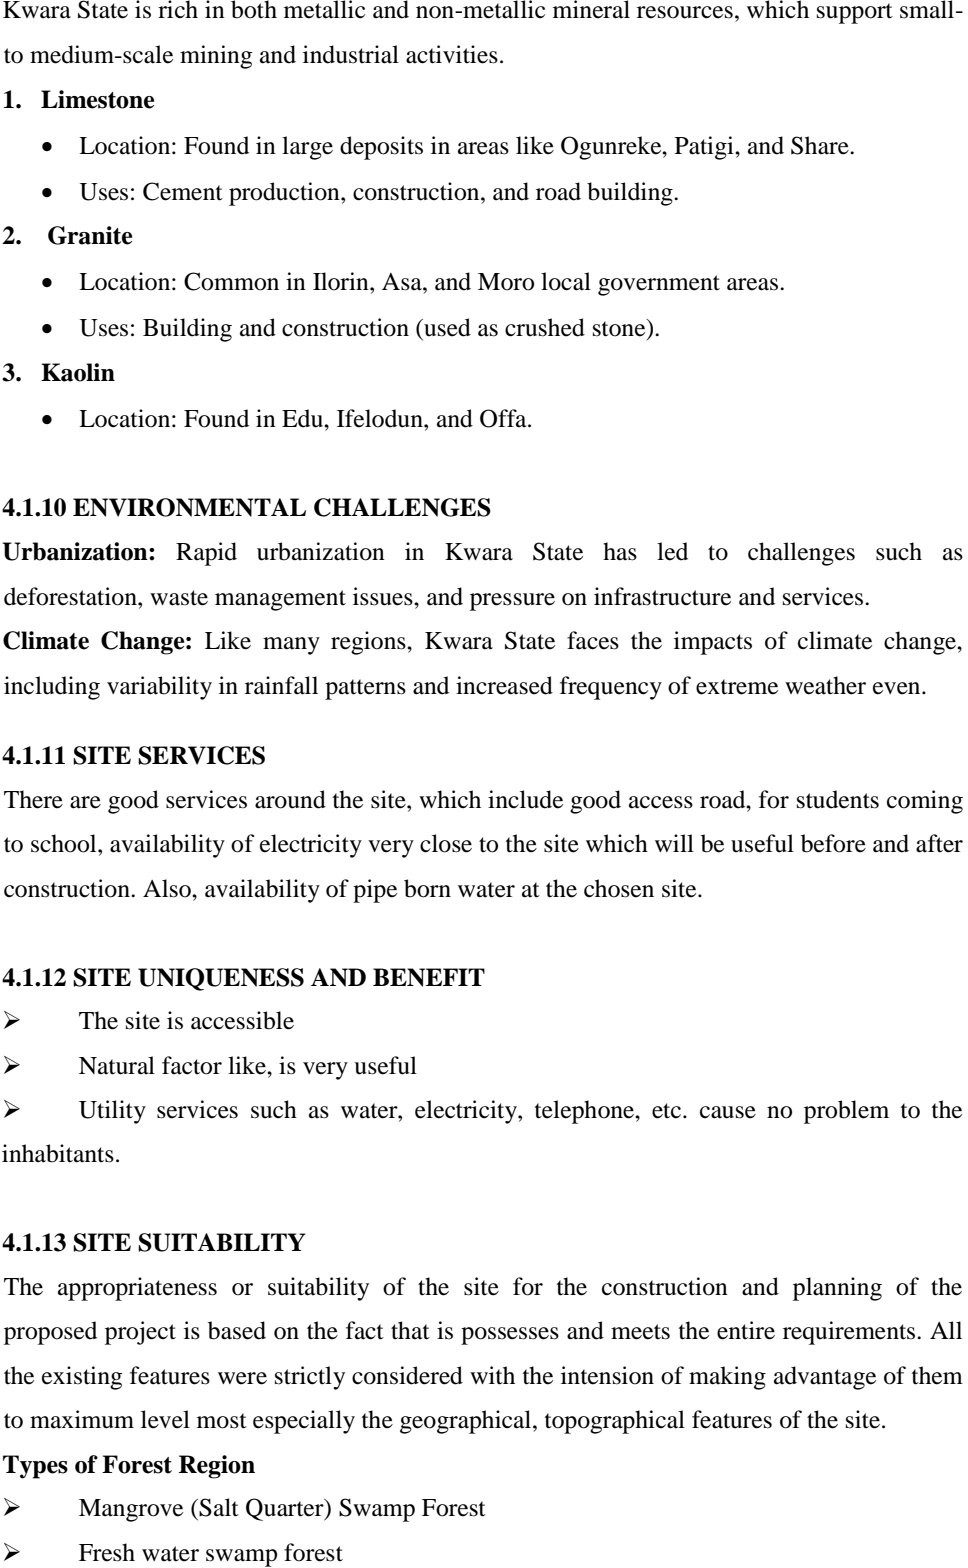 Kwara State is rich in both metallic and non-metallic mineral resources, which support small-
to medium-scale mining and industrial activities.
1. Limestone
• Location: Found in large deposits in areas like Ogunreke, Patigi, and Share.
• Uses: Cement production, construction, and road building.
2. Granite
• Location: Common in Ilorin, Asa, and Moro local government areas.
• Uses: Building and construction (used as crushed stone).
3. Kaolin
• Location: Found in Edu, Ifelodun, and Offa.
4.1.10 ENVIRONMENTAL CHALLENGES
Urbanization: Rapid urbanization in Kwara State has led to challenges such as
deforestation, waste management issues, and pressure on infrastructure and services.
Climate Change: Like many regions, Kwara State faces the impacts of climate change,
including variability in rainfall patterns and increased frequency of extreme weather even.
4.1.11 SITE SERVICES
There are good services around the site, which include good access road, for students coming
to school, availability of electricity very close to the site which will be useful before and after
construction. Also, availability of pipe born water at the chosen site.
4.1.12 SITE UNIQUENESS AND BENEFIT
➢ The site is accessible
➢ Natural factor like, is very useful
➢ Utility services such as water, electricity, telephone, etc. cause no problem to the
inhabitants.
4.1.13 SITE SUITABILITY
The appropriateness or suitability of the site for the construction and planning of the
proposed project is based on the fact that is possesses and meets the entire requirements. All
the existing features were strictly considered with the intension of making advantage of them
to maximum level most especially the geographical, topographical features of the site.
Types of Forest Region
➢ Mangrove (Salt Quarter) Swamp Forest
➢ Fresh water swamp forest